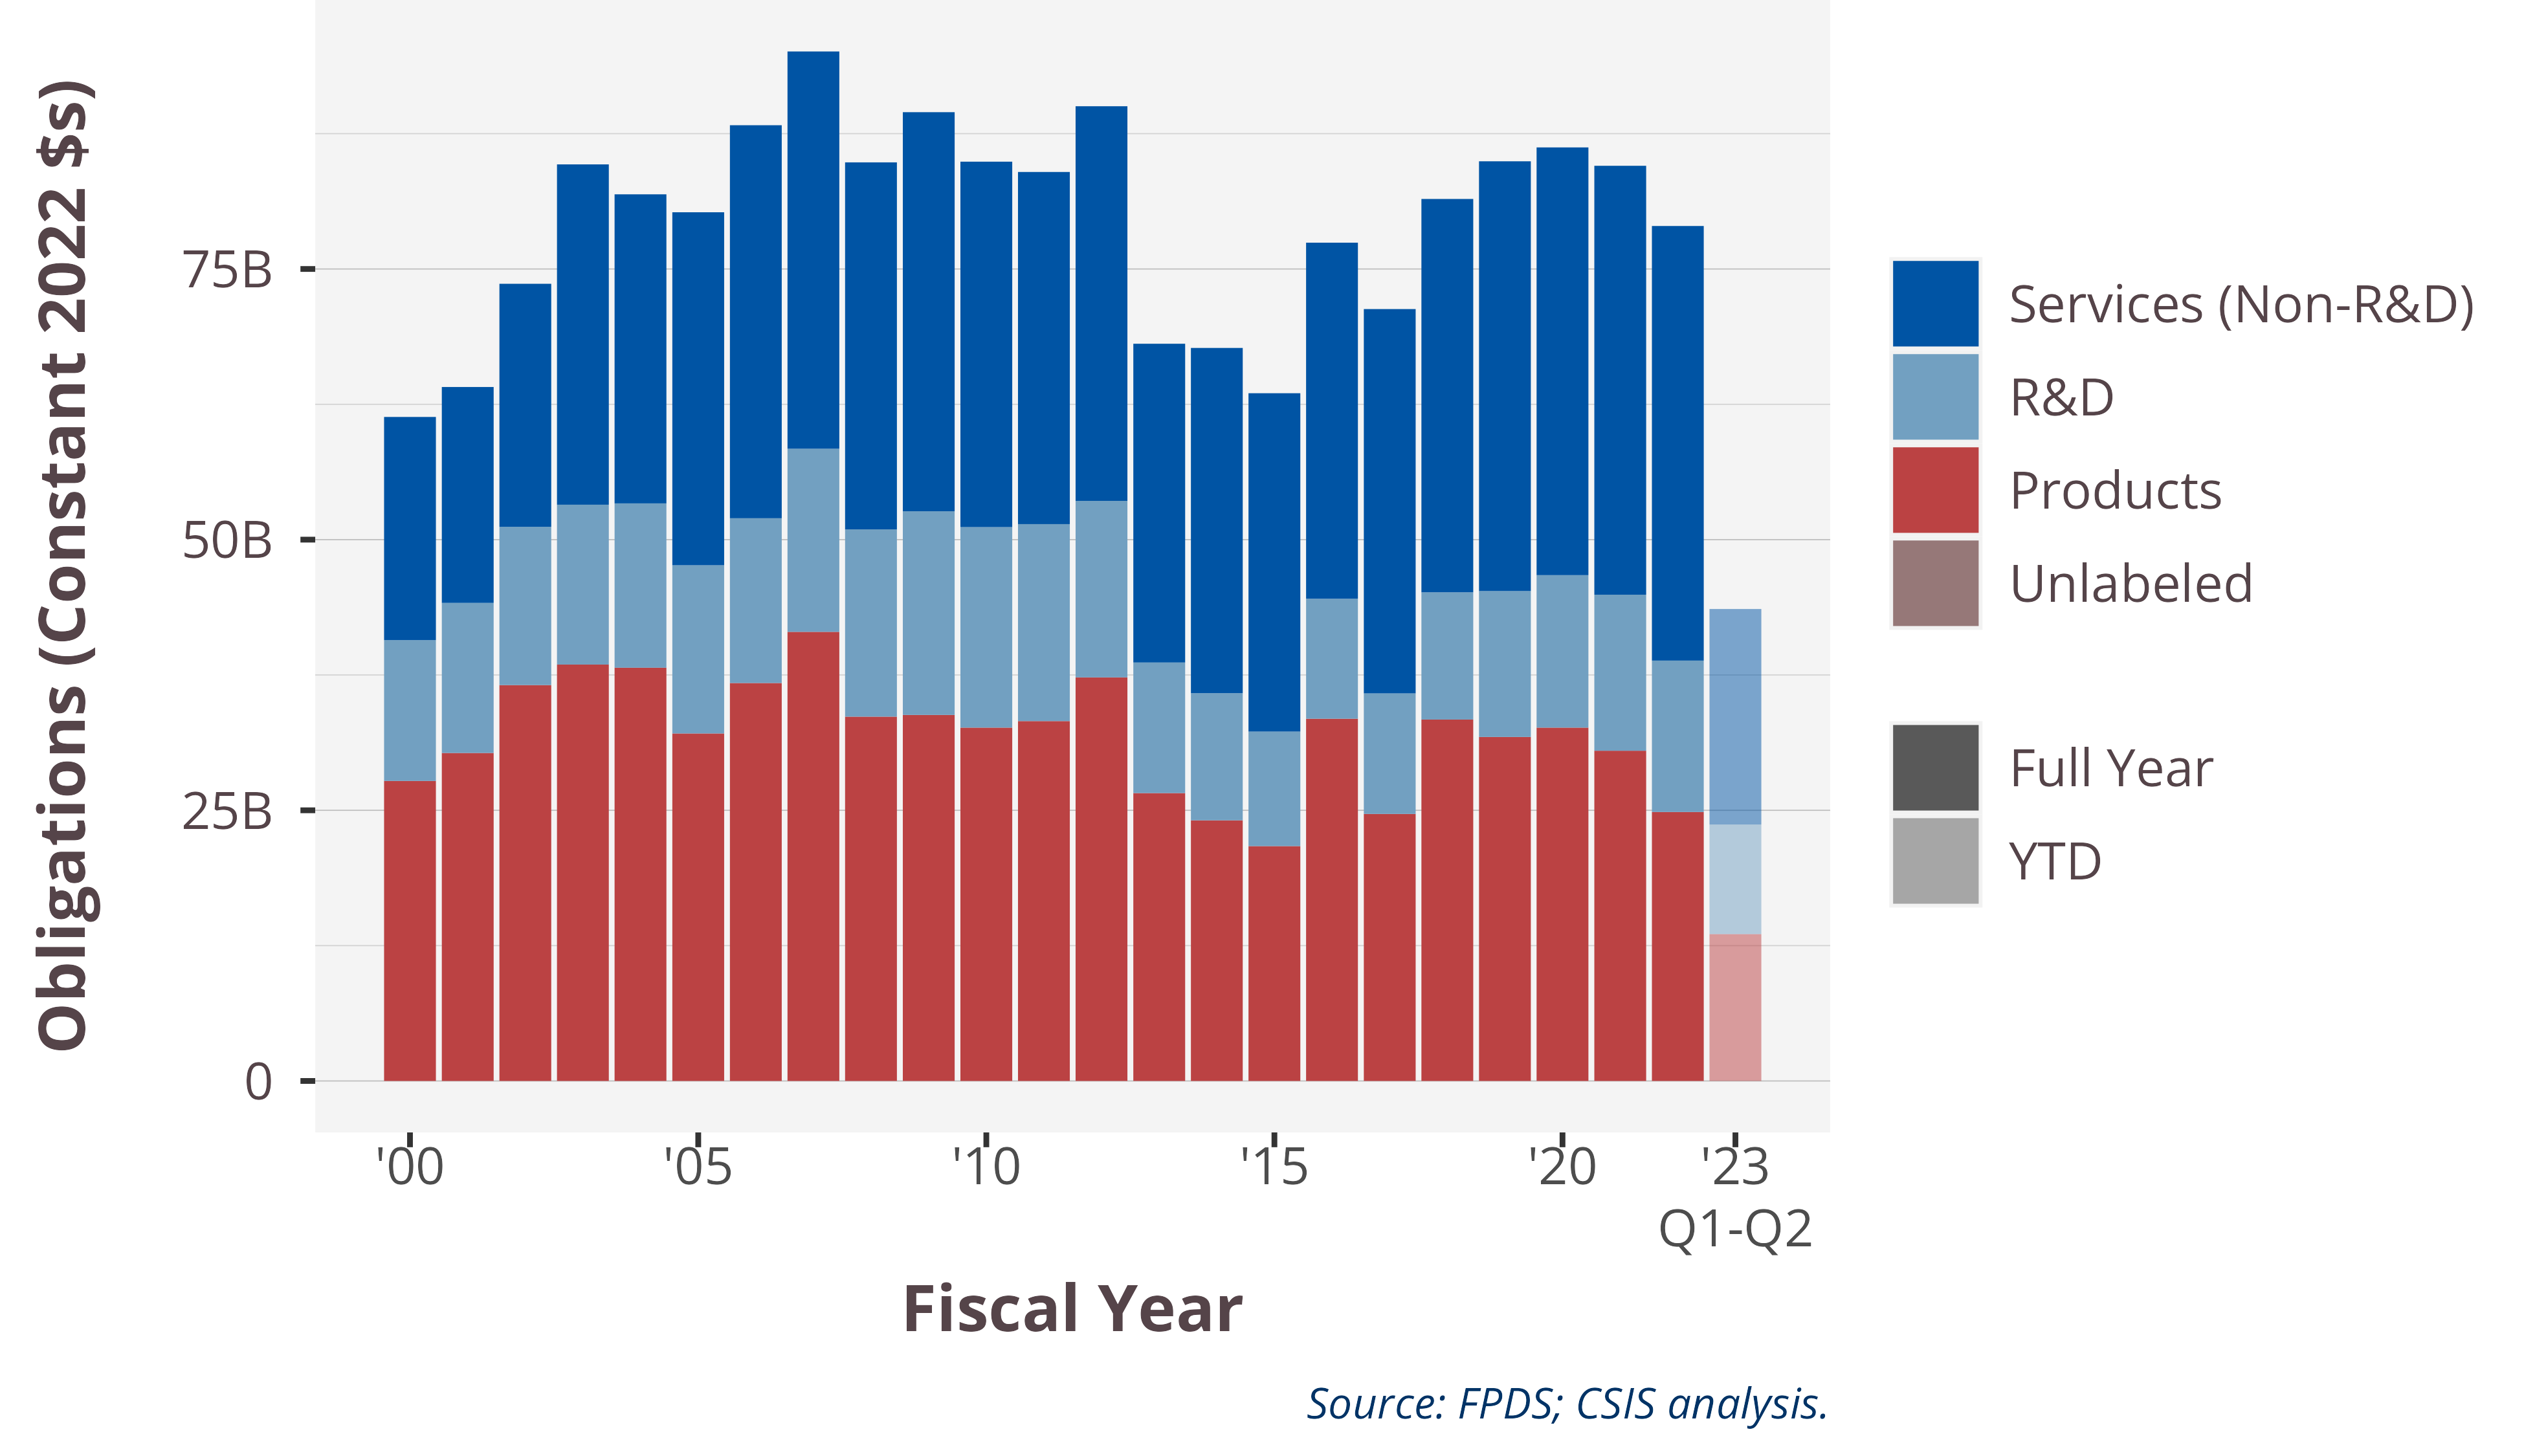 Obligations (Constant 2022 $s)
75B
50B
25B
0
'00
'05
'10
'15
'20
'23
Q1-Q2
Fiscal Year
Services (Non-R&D)
R&D
Products
Unlabeled
Full Year
YTD
Source: FPDS; CSIS analysis.